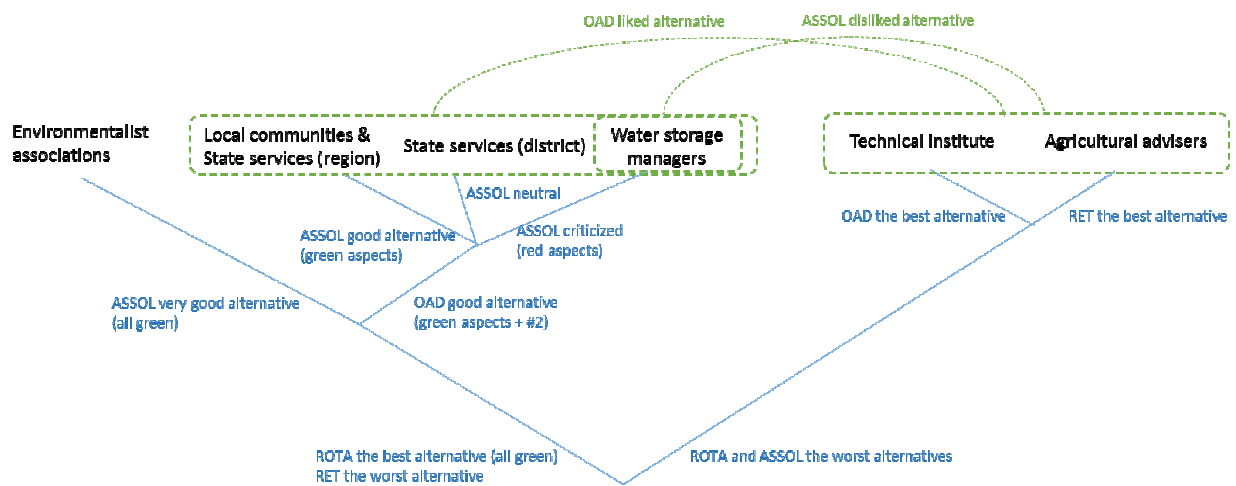 OAD liked alternative
ASSOL disliked alternative
Environmentalist
associations
Local communities &
State services (region)
State services (district)
Water storage
managers
Technical Institute
Agricultural advisers
ASSOL neutral
OAD the best alternative
RET the best alternative
ASSOL good alternative
(green aspects)
ASSOL criticized
(red aspects)
ASSOL very good alternative
(all green)
OAD good alternative
(green aspects + #2)
ROTA the best alternative (all green)
RET the worst alternative
ROTA and ASSOL the worst alternatives